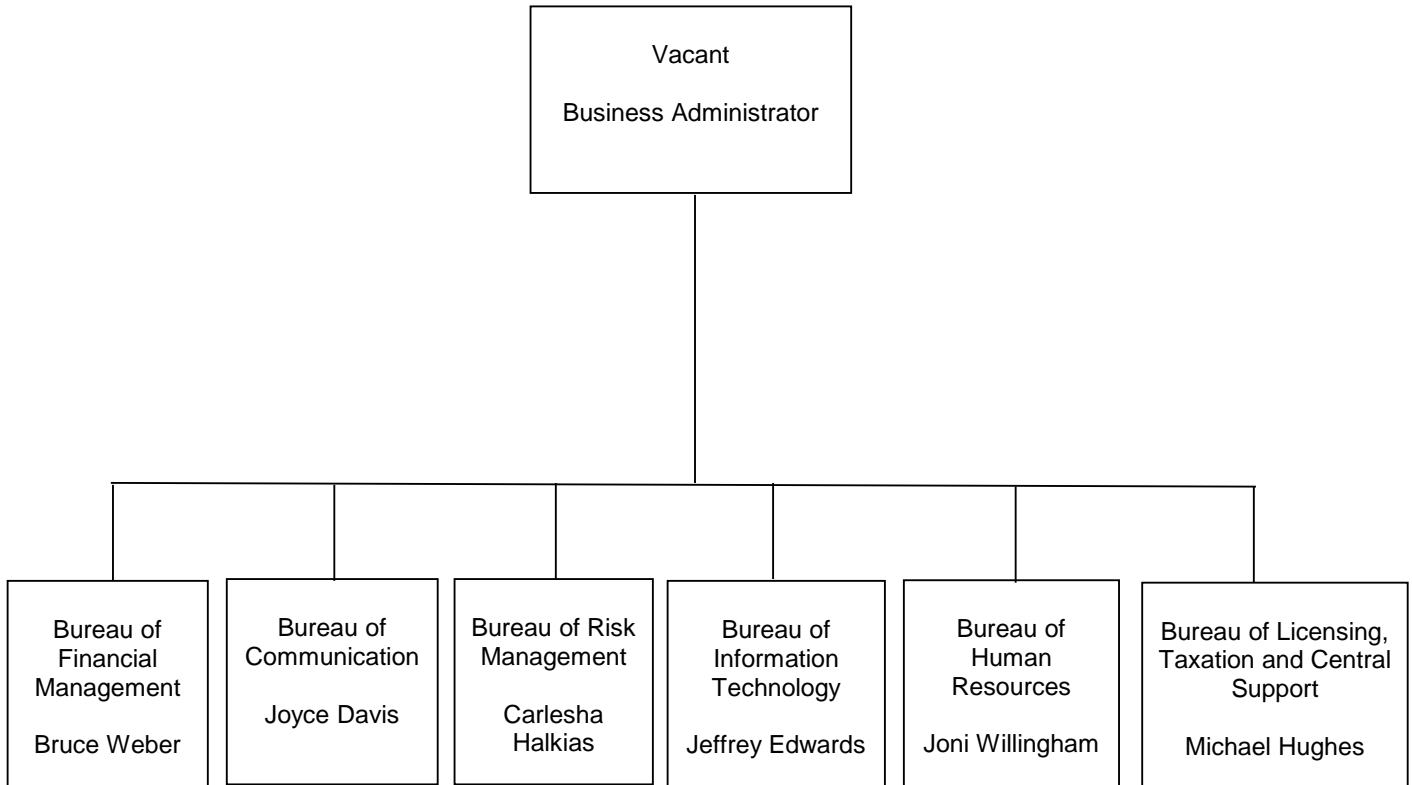 Vacant
Business Administrator
Bureau of
Financial
Management
Bruce Weber
Bureau of
Communication
Joyce Davis
Bureau of Risk
Management
Carlesha
Halkias
Bureau of
Information
Technology
Jeffrey Edwards
Bureau of
Human
Resources
Joni Willingham
Bureau of Licensing,
Taxation and Central
Support
Michael Hughes